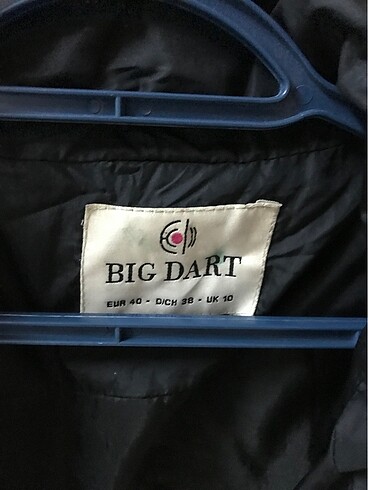 BIG DART
EUR 40 - D/CH 38 - UK 10